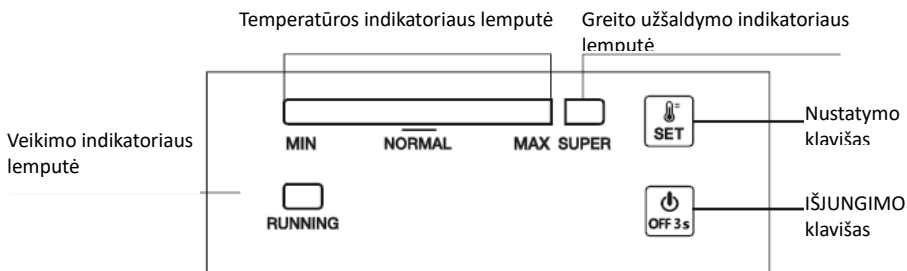 Temperatūros indikatoriaus lemputė
Greito užšaldymo indikatoriaus
lemputė
MIN
NORMAL
MAX SUPER
SET
Nustatymo
klavišas
Veikimo indikatoriaus
lemputė
RUNNING
OFF 3s
IŠJUNGIMO
klavišas